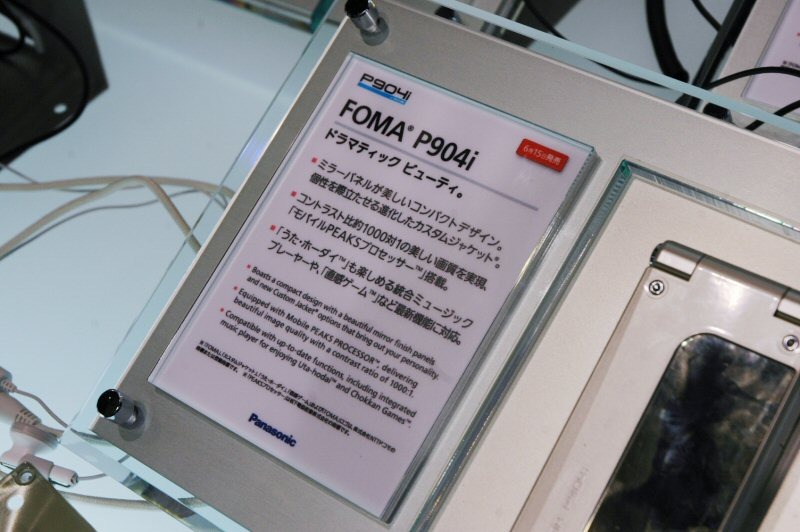 P904i
FOMA® P904i
6月15日発売
ドラマティック ビューティ。
■ ミラーパネルが美しいコンパクトデザイン。
個性を際立たせる進化したカスタムジャケット®。
■ コントラスト比約1000対1の美しい画質を実現。
「モバイルPEAKSプロセッサー™」搭載。
■ 「うた・ホーダイ™」も楽しめる統合ミュージック
プレーヤーや、「直感ゲーム™」など最新機能に対応。
■ Boasts a compact design with a beautiful mirror finish panels
and new Custom Jacket® options that bring out your personality.
■ Equipped with Mobile PEAKS PROCESSOR™ delivering
beautiful image quality with a contrast ratio of 1000:1.
■ Compatible with up-to-date functions, including integrated
music player for enjoying Uta-hodai™ and Chokkan Games™.
Panasonic